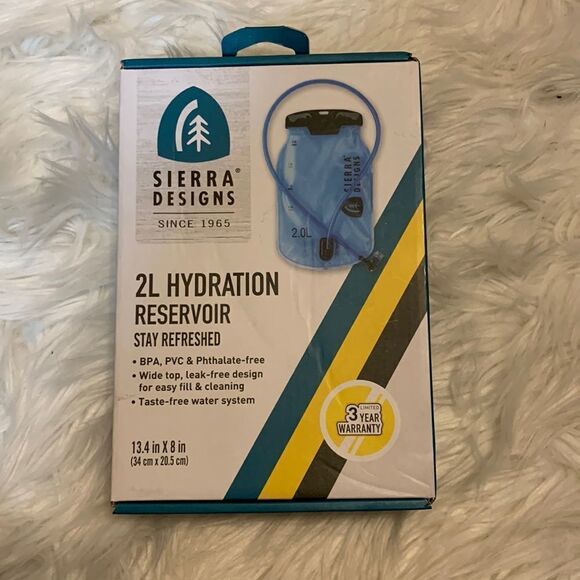 SIERRA®
DESIGNS
SINCE 1965
SIERRA
DESIGNS
2.0L
2L HYDRATION
RESERVOIR
STAY REFRESHED
• BPA, PVC & Phthalate-free
• Wide top, leak-free design
for easy fill & cleaning
• Taste-free water system
LIMITED
3 YEAR
WARRANTY
13.4 in X 8 in
(34 cm x 20.5 cm)